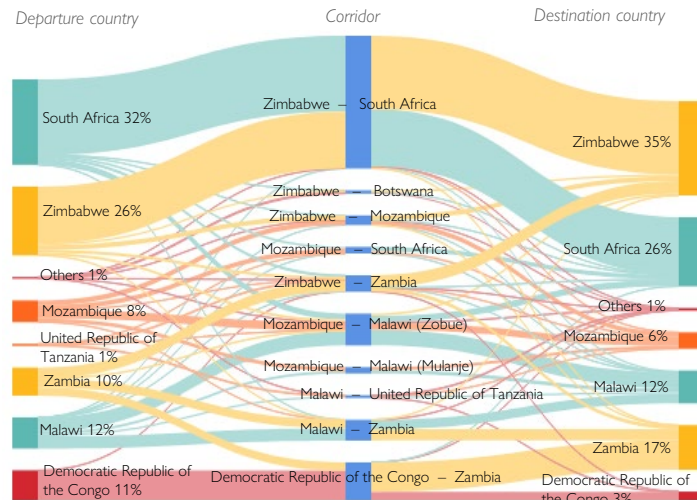 Departure country
Corridor
Destination country
South Africa 32%
Zimbabwe 26%
Others 1%
Mozambique 8%
United Republic of
Tanzania 1%
Zambia 10%
Malawi 12%
Democratic Republic of
the Congo 11%
Zimbabwe – South Africa
Zimbabwe – Botswana
Zimbabwe – Mozambique
Mozambique – South Africa
Zimbabwe – Zambia
Mozambique – Malawi (Zobue)
Mozambique – Malawi (Mulanje)
Malawi – United Republic of Tanzania
Malawi – Zambia
Democratic Republic of the Congo – Zambia
Zimbabwe 35%
South Africa 26%
Others 1%
Mozambique 6%
Malawi 12%
Zambia 17%
Democratic Republic of
the Congo 3%